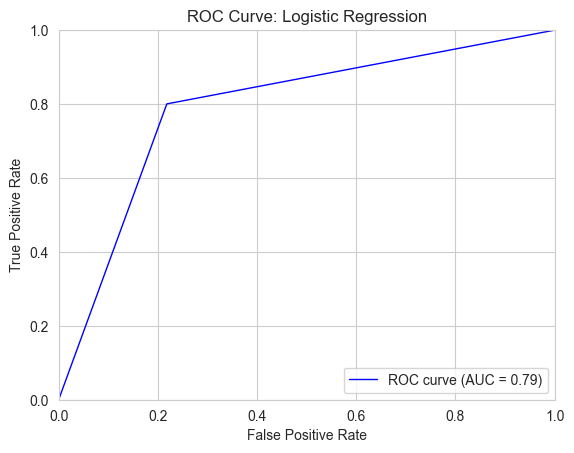 ROC Curve: Logistic Regression
1.0
0.8
0.6
0.4
0.2
0.0
True Positive Rate
ROC curve (AUC = 0.79)
0.0 0.2 0.4 0.6 0.8 1.0
False Positive Rate